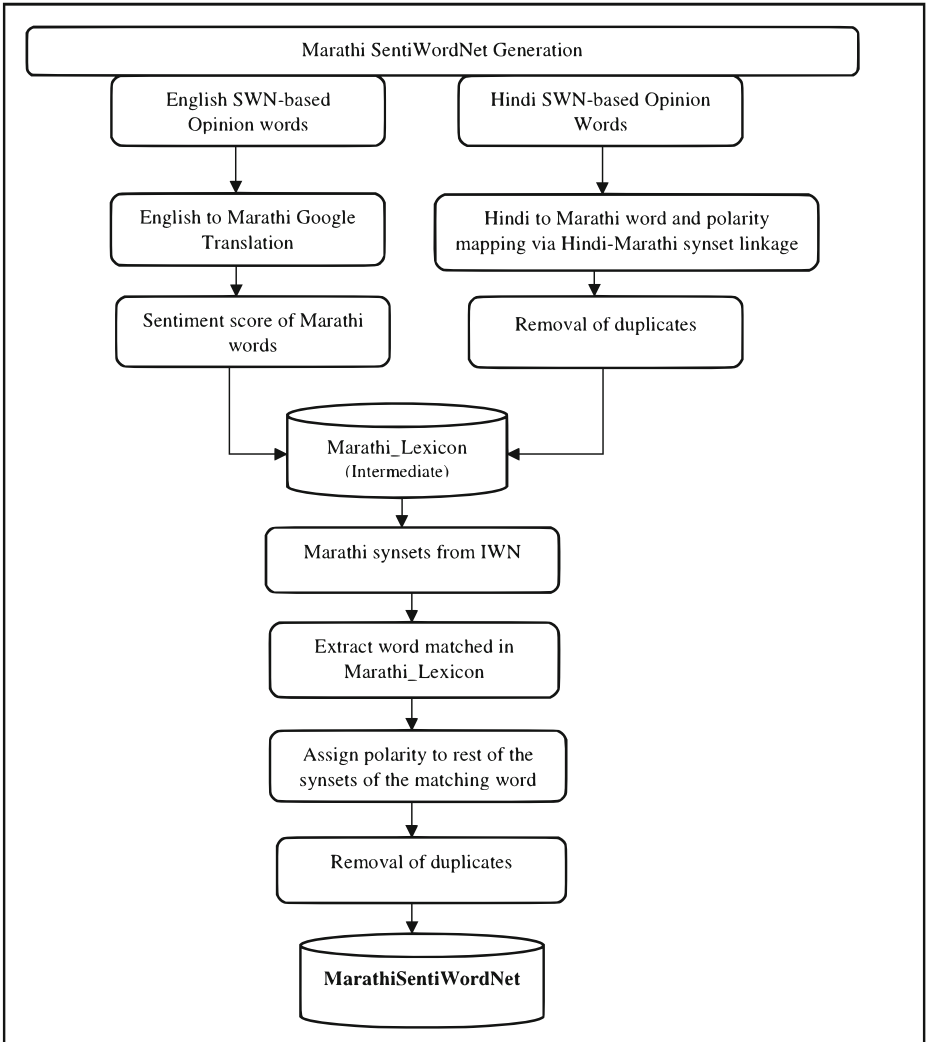 Marathi SentiWordNet Generation
English SWN-based
Opinion words
Hindi SWN-based Opinion
Words
English to Marathi Google
Translation
Hindi to Marathi word and polarity
mapping via Hindi-Marathi synset linkage
Sentiment score of Marathi
words
Removal of duplicates
Marathi_Lexicon
(Intermediate)
Marathi synsets from IWN
Extract word matched in
Marathi_Lexicon
Assign polarity to rest of the
synsets of the matching word
Removal of duplicates
MarathiSentiWordNet